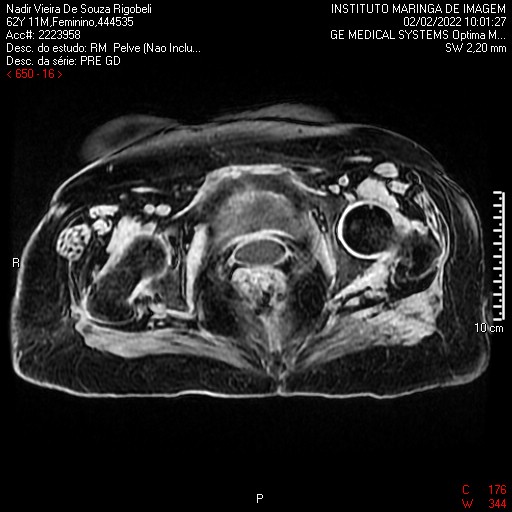 Nadir Vieira De Souza Rigobeli
62Y 11M,Feminino,444535
Acc#: 2223958
Desc. do estudo: RM Pelve (Nao Inclu...
Desc. da série: PRE GD
< 650 - 16 >
INSTITUTO MARINGA DE IMAGEM
02/02/2022 10:01:27
GE MEDICAL SYSTEMS Optima M...
SW 2,20 mm
R
10 cm
P
C 176
W 344